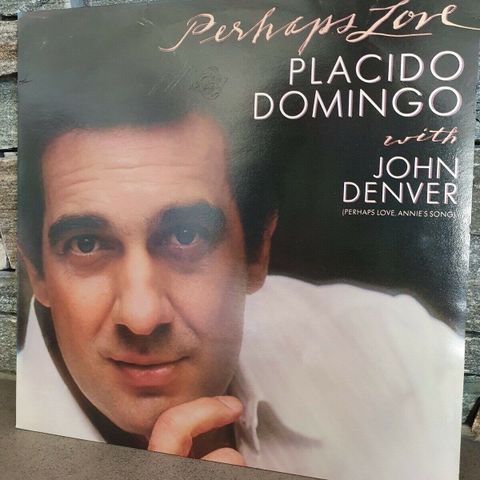 Perhaps Love
PLACIDO
DOMINGO
with
JOHN
DENVER
(PERHAPS LOVE, ANNIE'S SONG)